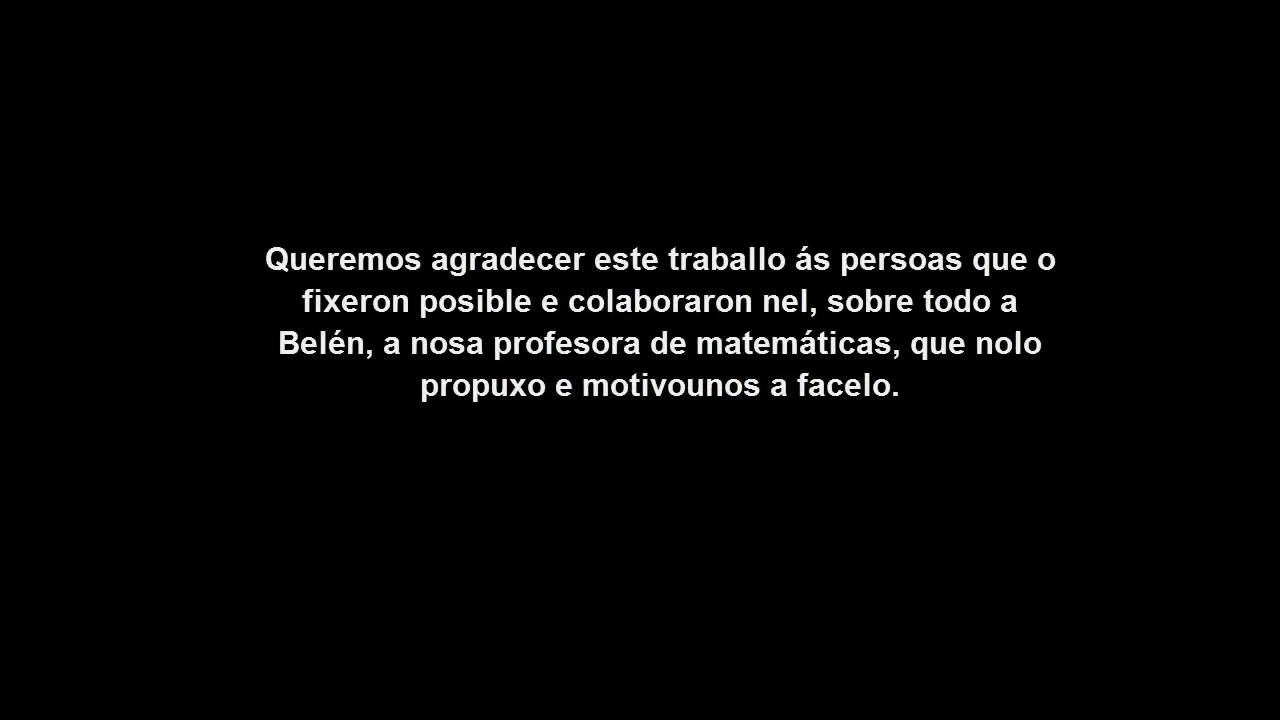 Queremos agradecer este traballo ás persoas que o
fixeron posible e colaboraron nel, sobre todo a
Belén, a nosa profesora de matemáticas, que nolo
propuxo e motivounos a facelo.